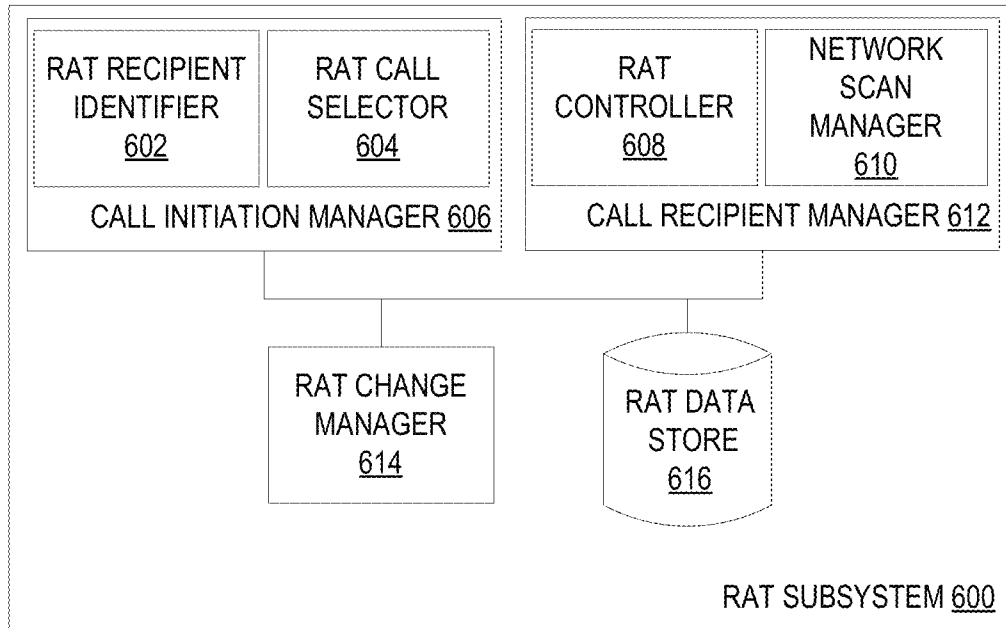 RAT RECIPIENT
IDENTIFIER
602
RAT CALL
SELECTOR
604
CALL INITIATION MANAGER 606
RAT
CONTROLLER
608
NETWORK
SCAN
MANAGER
610
CALL RECIPIENT MANAGER 612
RAT CHANGE
MANAGER
614
RAT DATA
STORE
616
RAT SUBSYSTEM 600